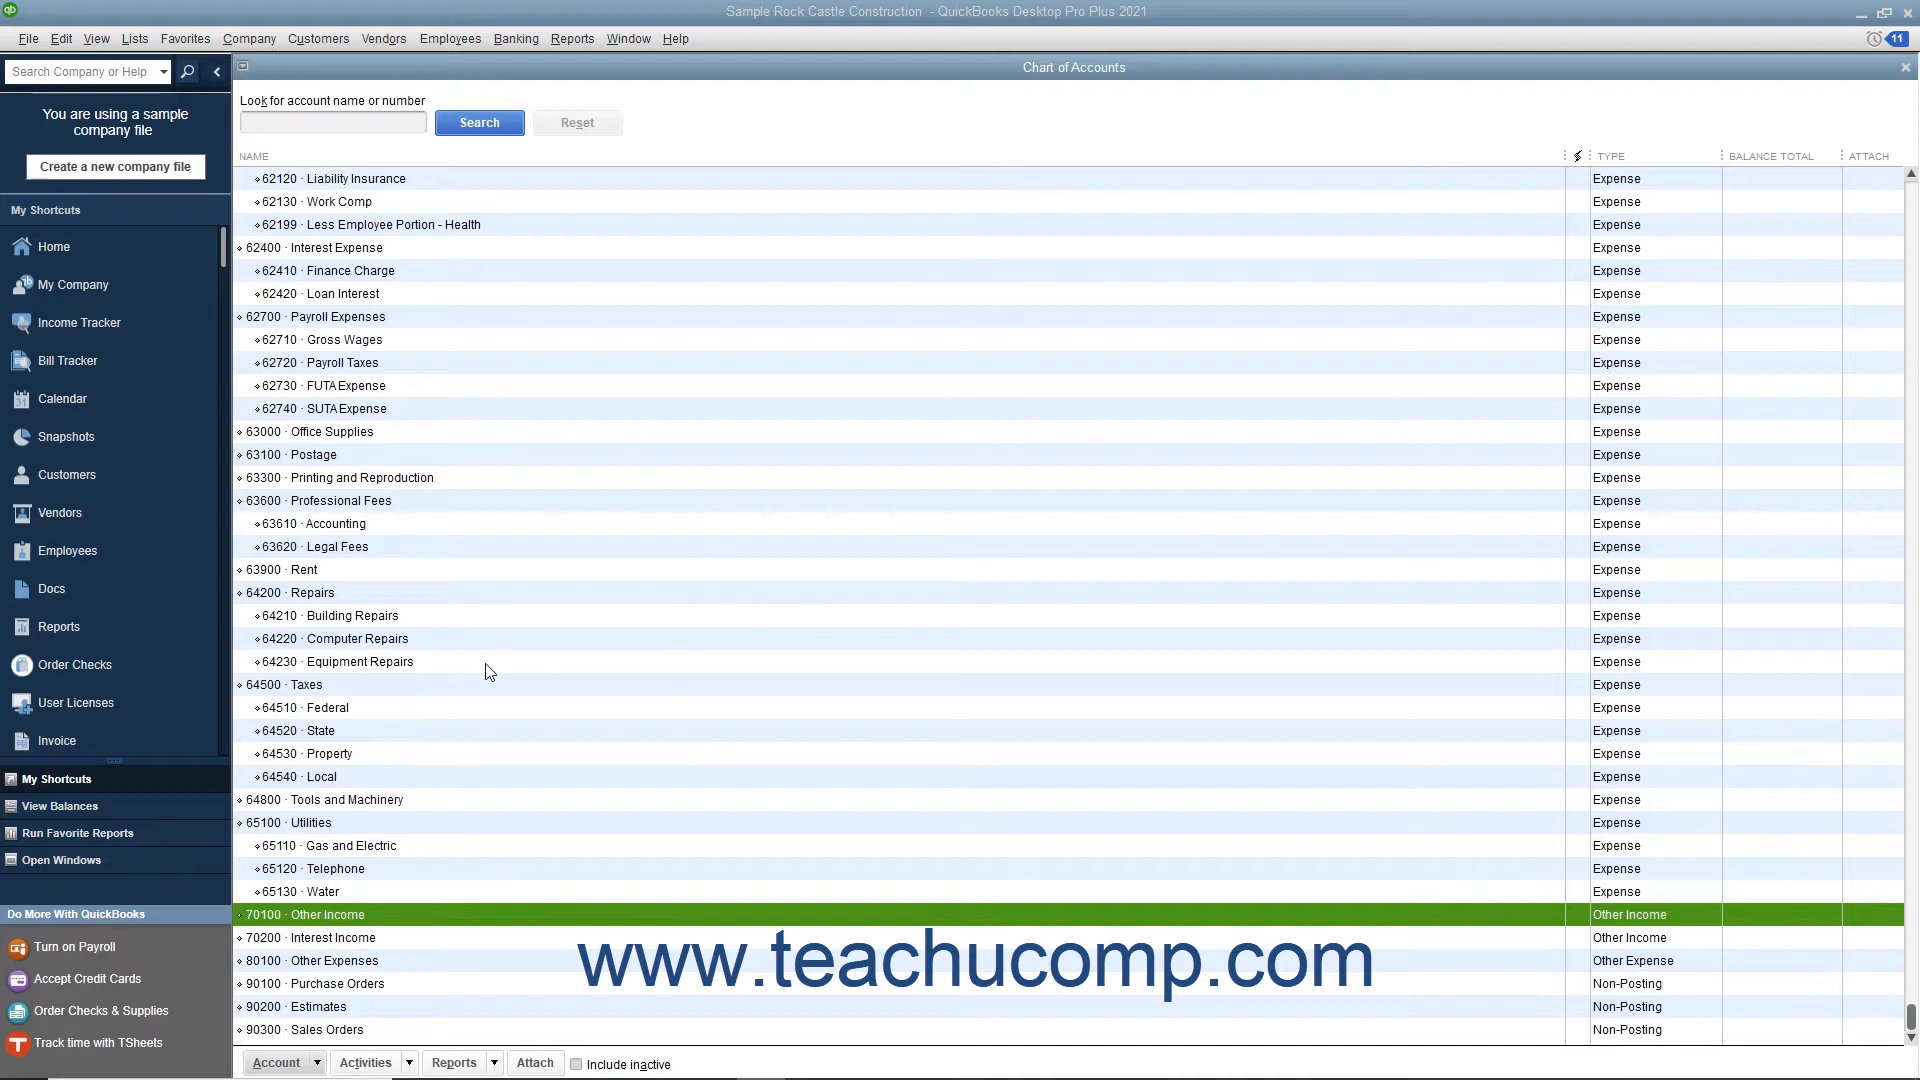 Sample Rock Castle Construction - QuickBooks Desktop Pro Plus 2021
File Edit View Lists Favorites Company Customers Vendors Employees Banking Reports Window Help
11
Search Company or Help
You are using a sample
company file
Create a new company file
My Shortcuts
Home
My Company
Income Tracker
Bill Tracker
Calendar
Snapshots
Customers
Vendors
Employees
Docs
Reports
Order Checks
User Licenses
Invoice
My Shortcuts
View Balances
Run Favorite Reports
Open Windows
Do More With QuickBooks
Turn on Payroll
Accept Credit Cards
Order Checks & Supplies
Track time with TSheets
Chart of Accounts
Look for account name or number
Search Reset
NAME TYPE BALANCE TOTAL ATTACH
62120 · Liability Insurance Expense
62130 · Work Comp Expense
62199 · Less Employee Portion - Health Expense
62400 · Interest Expense Expense
62410 · Finance Charge Expense
62420 · Loan Interest Expense
62700 · Payroll Expenses Expense
62710 · Gross Wages Expense
62720 · Payroll Taxes Expense
62730 · FUTA Expense Expense
62740 · SUTA Expense Expense
63000 · Office Supplies Expense
63100 · Postage Expense
63300 · Printing and Reproduction Expense
63600 · Professional Fees Expense
63610 · Accounting Expense
63620 · Legal Fees Expense
63900 · Rent Expense
64200 · Repairs Expense
64210 · Building Repairs Expense
64220 · Computer Repairs Expense
64230 · Equipment Repairs Expense
64500 · Taxes Expense
64510 · Federal Expense
64520 · State Expense
64530 · Property Expense
64540 · Local Expense
64800 · Tools and Machinery Expense
65100 · Utilities Expense
65110 · Gas and Electric Expense
65120 · Telephone Expense
65130 · Water Expense
70100 · Other Income Other Income
70200 · Interest Income Other Income
80100 · Other Expenses Other Expense
90100 · Purchase Orders Non-Posting
90200 · Estimates Non-Posting
90300 · Sales Orders Non-Posting
www.teachucomp.com
Account Activities Reports Attach Include inactive